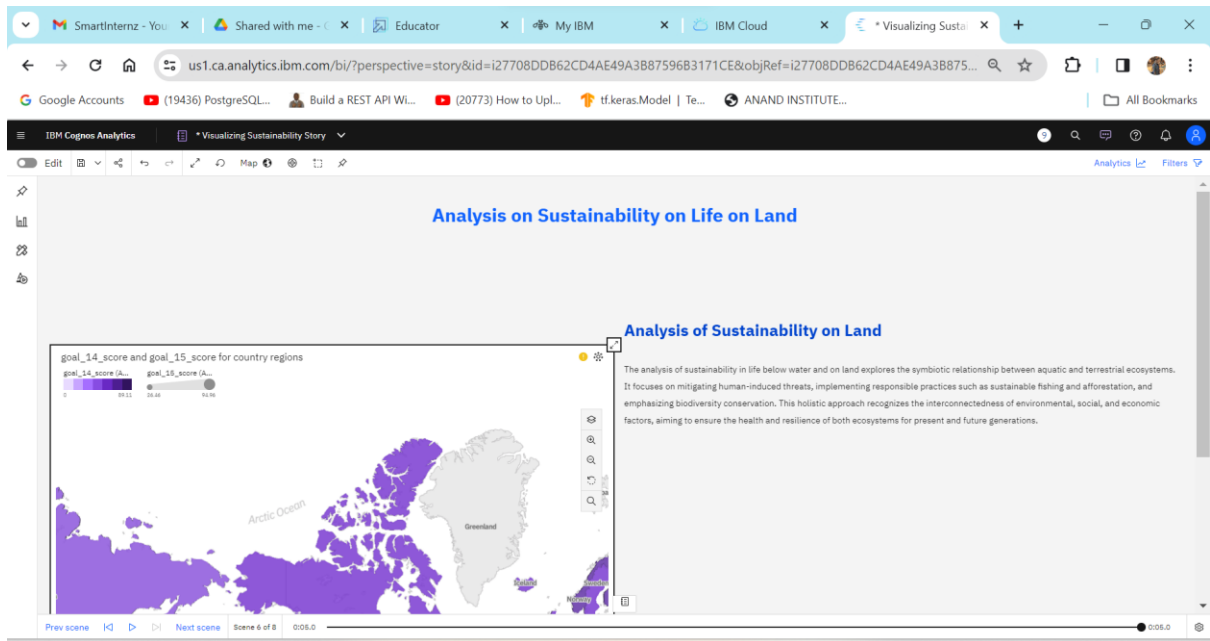 SmartInternz - You
Shared with me - G
Educator
My IBM
IBM Cloud
* Visualizing Sustai
us1.ca.analytics.ibm.com/bi/?perspective=story&id=i27708DDB62CD4AE49A3B87596B3171CE&objRef=i27708DDB62CD4AE49A3B875...
Google Accounts
(19436) PostgreSQL...
Build a REST API Wi...
(20773) How to Upl...
tf.keras.Model | Te...
ANAND INSTITUTE...
All Bookmarks
IBM Cognos Analytics
* Visualizing Sustainability Story
9
Edit
Map
Analytics
Filters
Analysis on Sustainability on Life on Land
Analysis of Sustainability on Land
The analysis of sustainability in life below water and on land explores the symbiotic relationship between aquatic and terrestrial ecosystems.
It focuses on mitigating human-induced threats, implementing responsible practices such as sustainable fishing and afforestation, and
emphasizing biodiversity conservation. This holistic approach recognizes the interconnectedness of environmental, social, and economic
factors, aiming to ensure the health and resilience of both ecosystems for present and future generations.
goal_14_score and goal_15_score for country regions
goal_14_score (A...
goal_15_score (A...
0
89.11
26.46
94.96
Arctic Ocean
Greenland
Iceland
Sweden
Norway
Prev scene
Next scene
Scene 6 of 8
0:05.0
0:05.0